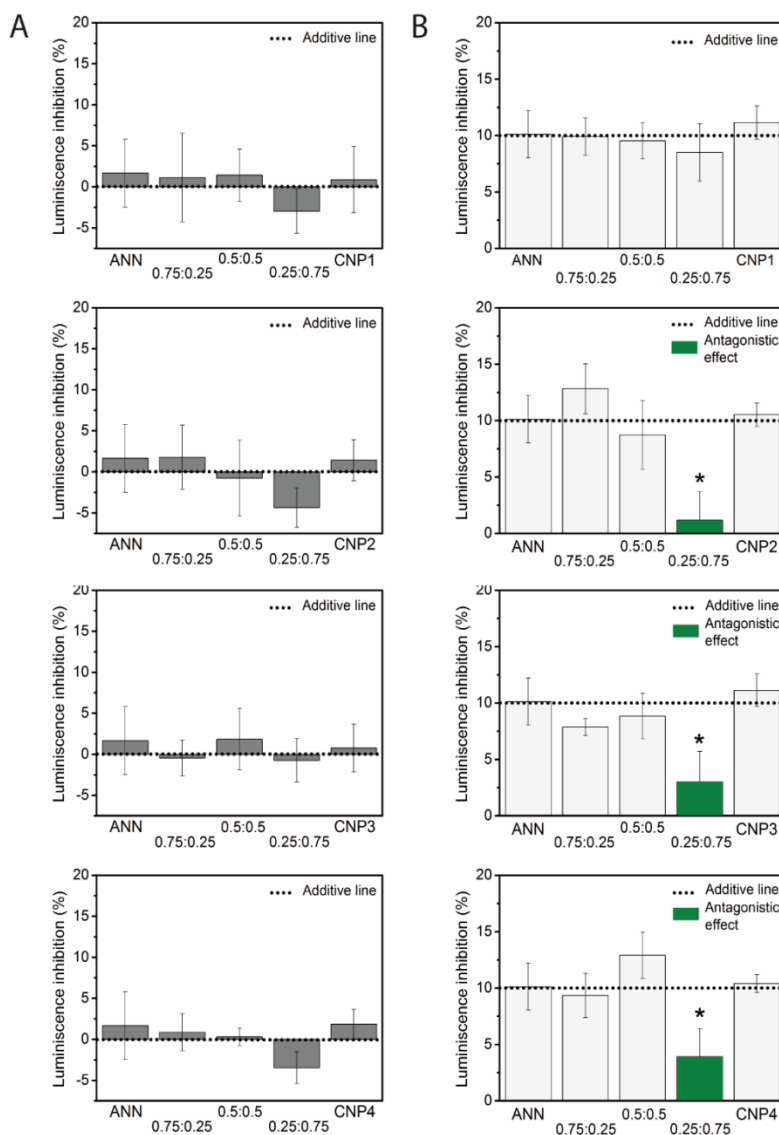 A
B
Luminiscence inhibition (%)
20
15
10
5
0
-5
Additive line
ANN
0.75:0.25
0.5:0.5
0.25:0.75
CNP1
Luminiscence inhibition (%)
20
15
10
5
0
Additive line
ANN
0.75:0.25
0.5:0.5
0.25:0.75
CNP1
Luminiscence inhibition (%)
20
15
10
5
0
-5
Additive line
ANN
0.75:0.25
0.5:0.5
0.25:0.75
CNP2
Luminiscence inhibition (%)
20
15
10
5
0
Additive line
Antagonistic
effect
*
ANN
0.75:0.25
0.5:0.5
0.25:0.75
CNP2
Luminiscence inhibition (%)
20
15
10
5
0
-5
Additive line
ANN
0.75:0.25
0.5:0.5
0.25:0.75
CNP3
Luminiscence inhibition (%)
20
15
10
5
0
Additive line
Antagonistic
effect
*
ANN
0.75:0.25
0.5:0.5
0.25:0.75
CNP3
Luminiscence inhibition (%)
20
15
10
5
0
-5
Additive line
ANN
0.75:0.25
0.5:0.5
0.25:0.75
CNP4
Luminiscence inhibition (%)
20
15
10
5
0
Additive line
Antagonistic
effect
*
ANN
0.75:0.25
0.5:0.5
0.25:0.75
CNP4